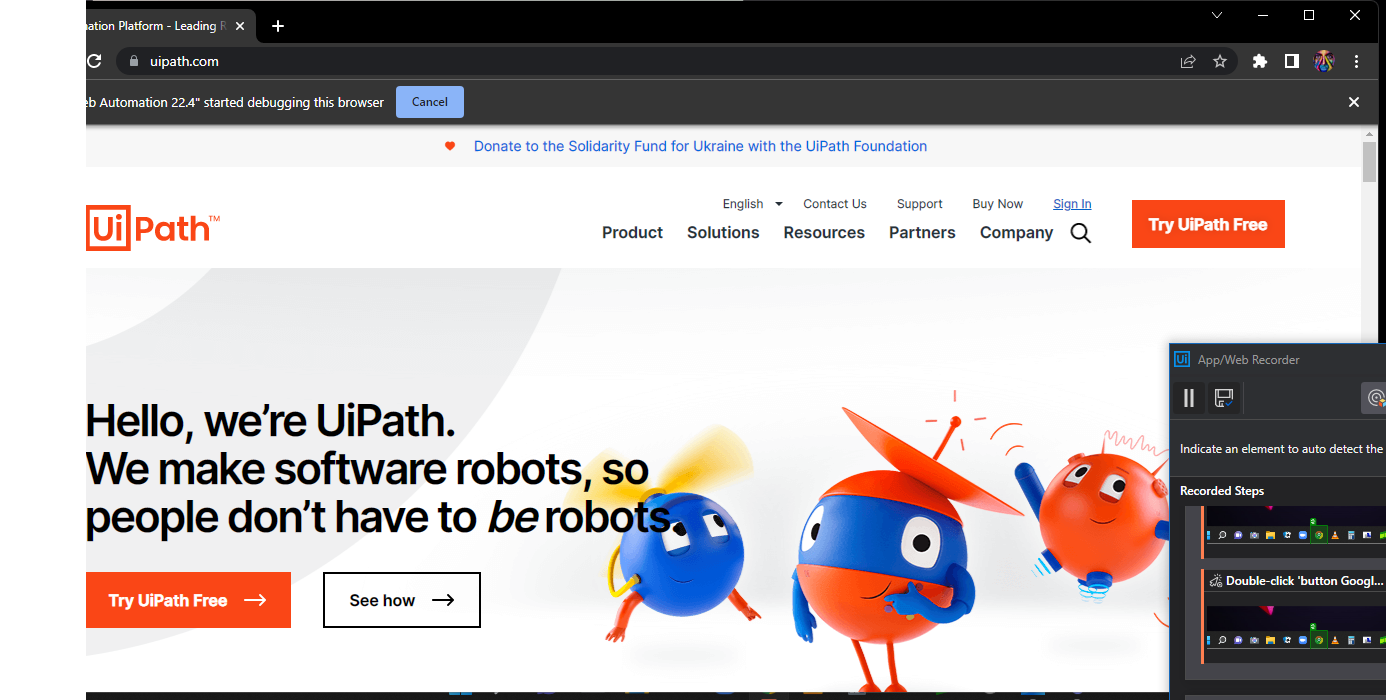 ation Platform - Leading R
uipath.com
eb Automation 22.4" started debugging this browser
Cancel
Donate to the Solidarity Fund for Ukraine with the UiPath Foundation
English
Contact Us
Support
Buy Now
Sign In
UiPath™
Product
Solutions
Resources
Partners
Company
Try UiPath Free
Hello, we’re UiPath.
We make software robots, so
people don’t have to be robots
Try UiPath Free
See how
Ui
App/Web Recorder
Indicate an element to auto detect the
Recorded Steps
Double-click 'button Googl...